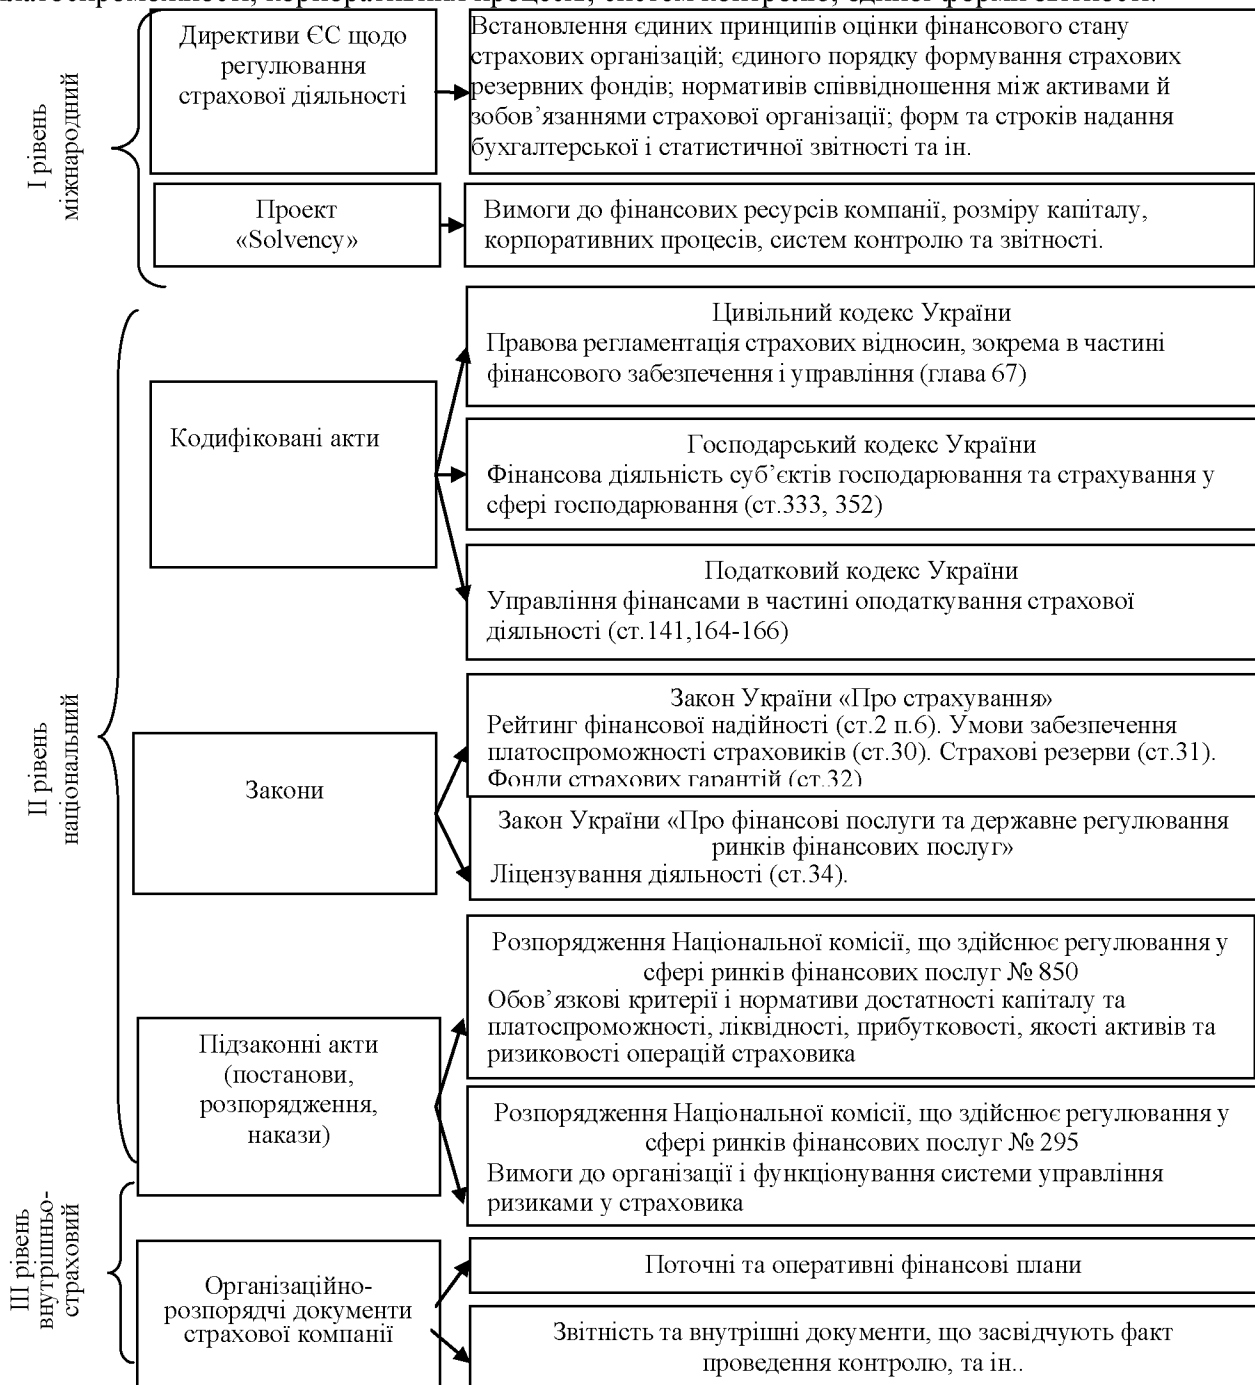 платоспроможності, корпоративних процесів, систем контролю, єдиної форми звітності.
І рівень
міжнародний
Директиви ЄС щодо
регулювання
страхової діяльності
Встановлення єдиних принципів оцінки фінансового стану
страхових організацій; єдиного порядку формування страхових
резервних фондів; нормативів співвідношення між активами й
зобов’язаннями страхової організації; форм та строків надання
бухгалтерської і статистичної звітності та ін.
Проект
«Solvency»
Вимоги до фінансових ресурсів компанії, розміру капіталу,
корпоративних процесів, систем контролю та звітності.
ІІ рівень
національний
Кодифіковані акти
Цивільний кодекс України
Правова регламентація страхових відносин, зокрема в частині
фінансового забезпечення і управління (глава 67)
Господарський кодекс України
Фінансова діяльність суб’єктів господарювання та страхування у
сфері господарювання (ст.333, 352)
Податковий кодекс України
Управління фінансами в частині оподаткування страхової
діяльності (ст.141,164-166)
Закони
Закон України «Про страхування»
Рейтинг фінансової надійності (ст.2 п.6). Умови забезпечення
платоспроможності страховиків (ст.30). Страхові резерви (ст.31).
Фонди страхових гарантій (ст.32)
Закон України «Про фінансові послуги та державне регулювання
ринків фінансових послуг»
Ліцензування діяльності (ст.34).
Підзаконні акти
(постанови,
розпорядження,
накази)
Розпорядження Національної комісії, що здійснює регулювання у
сфері ринків фінансових послуг № 850
Обов’язкові критерії і нормативи достатності капіталу та
платоспроможності, ліквідності, прибутковості, якості активів та
ризиковості операцій страховика
Розпорядження Національної комісії, що здійснює регулювання у
сфері ринків фінансових послуг № 295
Вимоги до організації і функціонування системи управління
ризиками у страховика
ІІІ рівень
внутрішньо-
страховий
Організаційно-
розпорядчі документи
страхової компанії
Поточні та оперативні фінансові плани
Звітність та внутрішні документи, що засвідчують факт
проведення контролю, та ін..